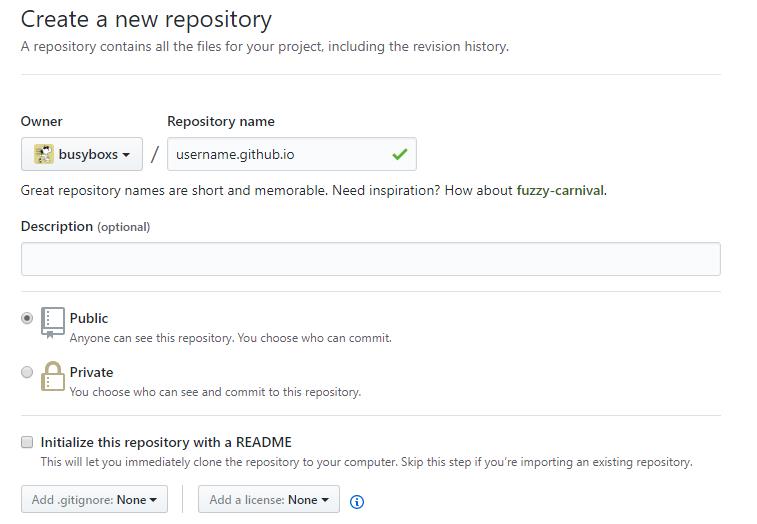 Create a new repository
A repository contains all the files for your project, including the revision history.
Owner Repository name
busyboxs / username.github.io
Great repository names are short and memorable. Need inspiration? How about fuzzy-carnival.
Description (optional)
Public
Anyone can see this repository. You choose who can commit.
Private
You choose who can see and commit to this repository.
Initialize this repository with a README
This will let you immediately clone the repository to your computer. Skip this step if you’re importing an existing repository.
Add .gitignore: None Add a license: None